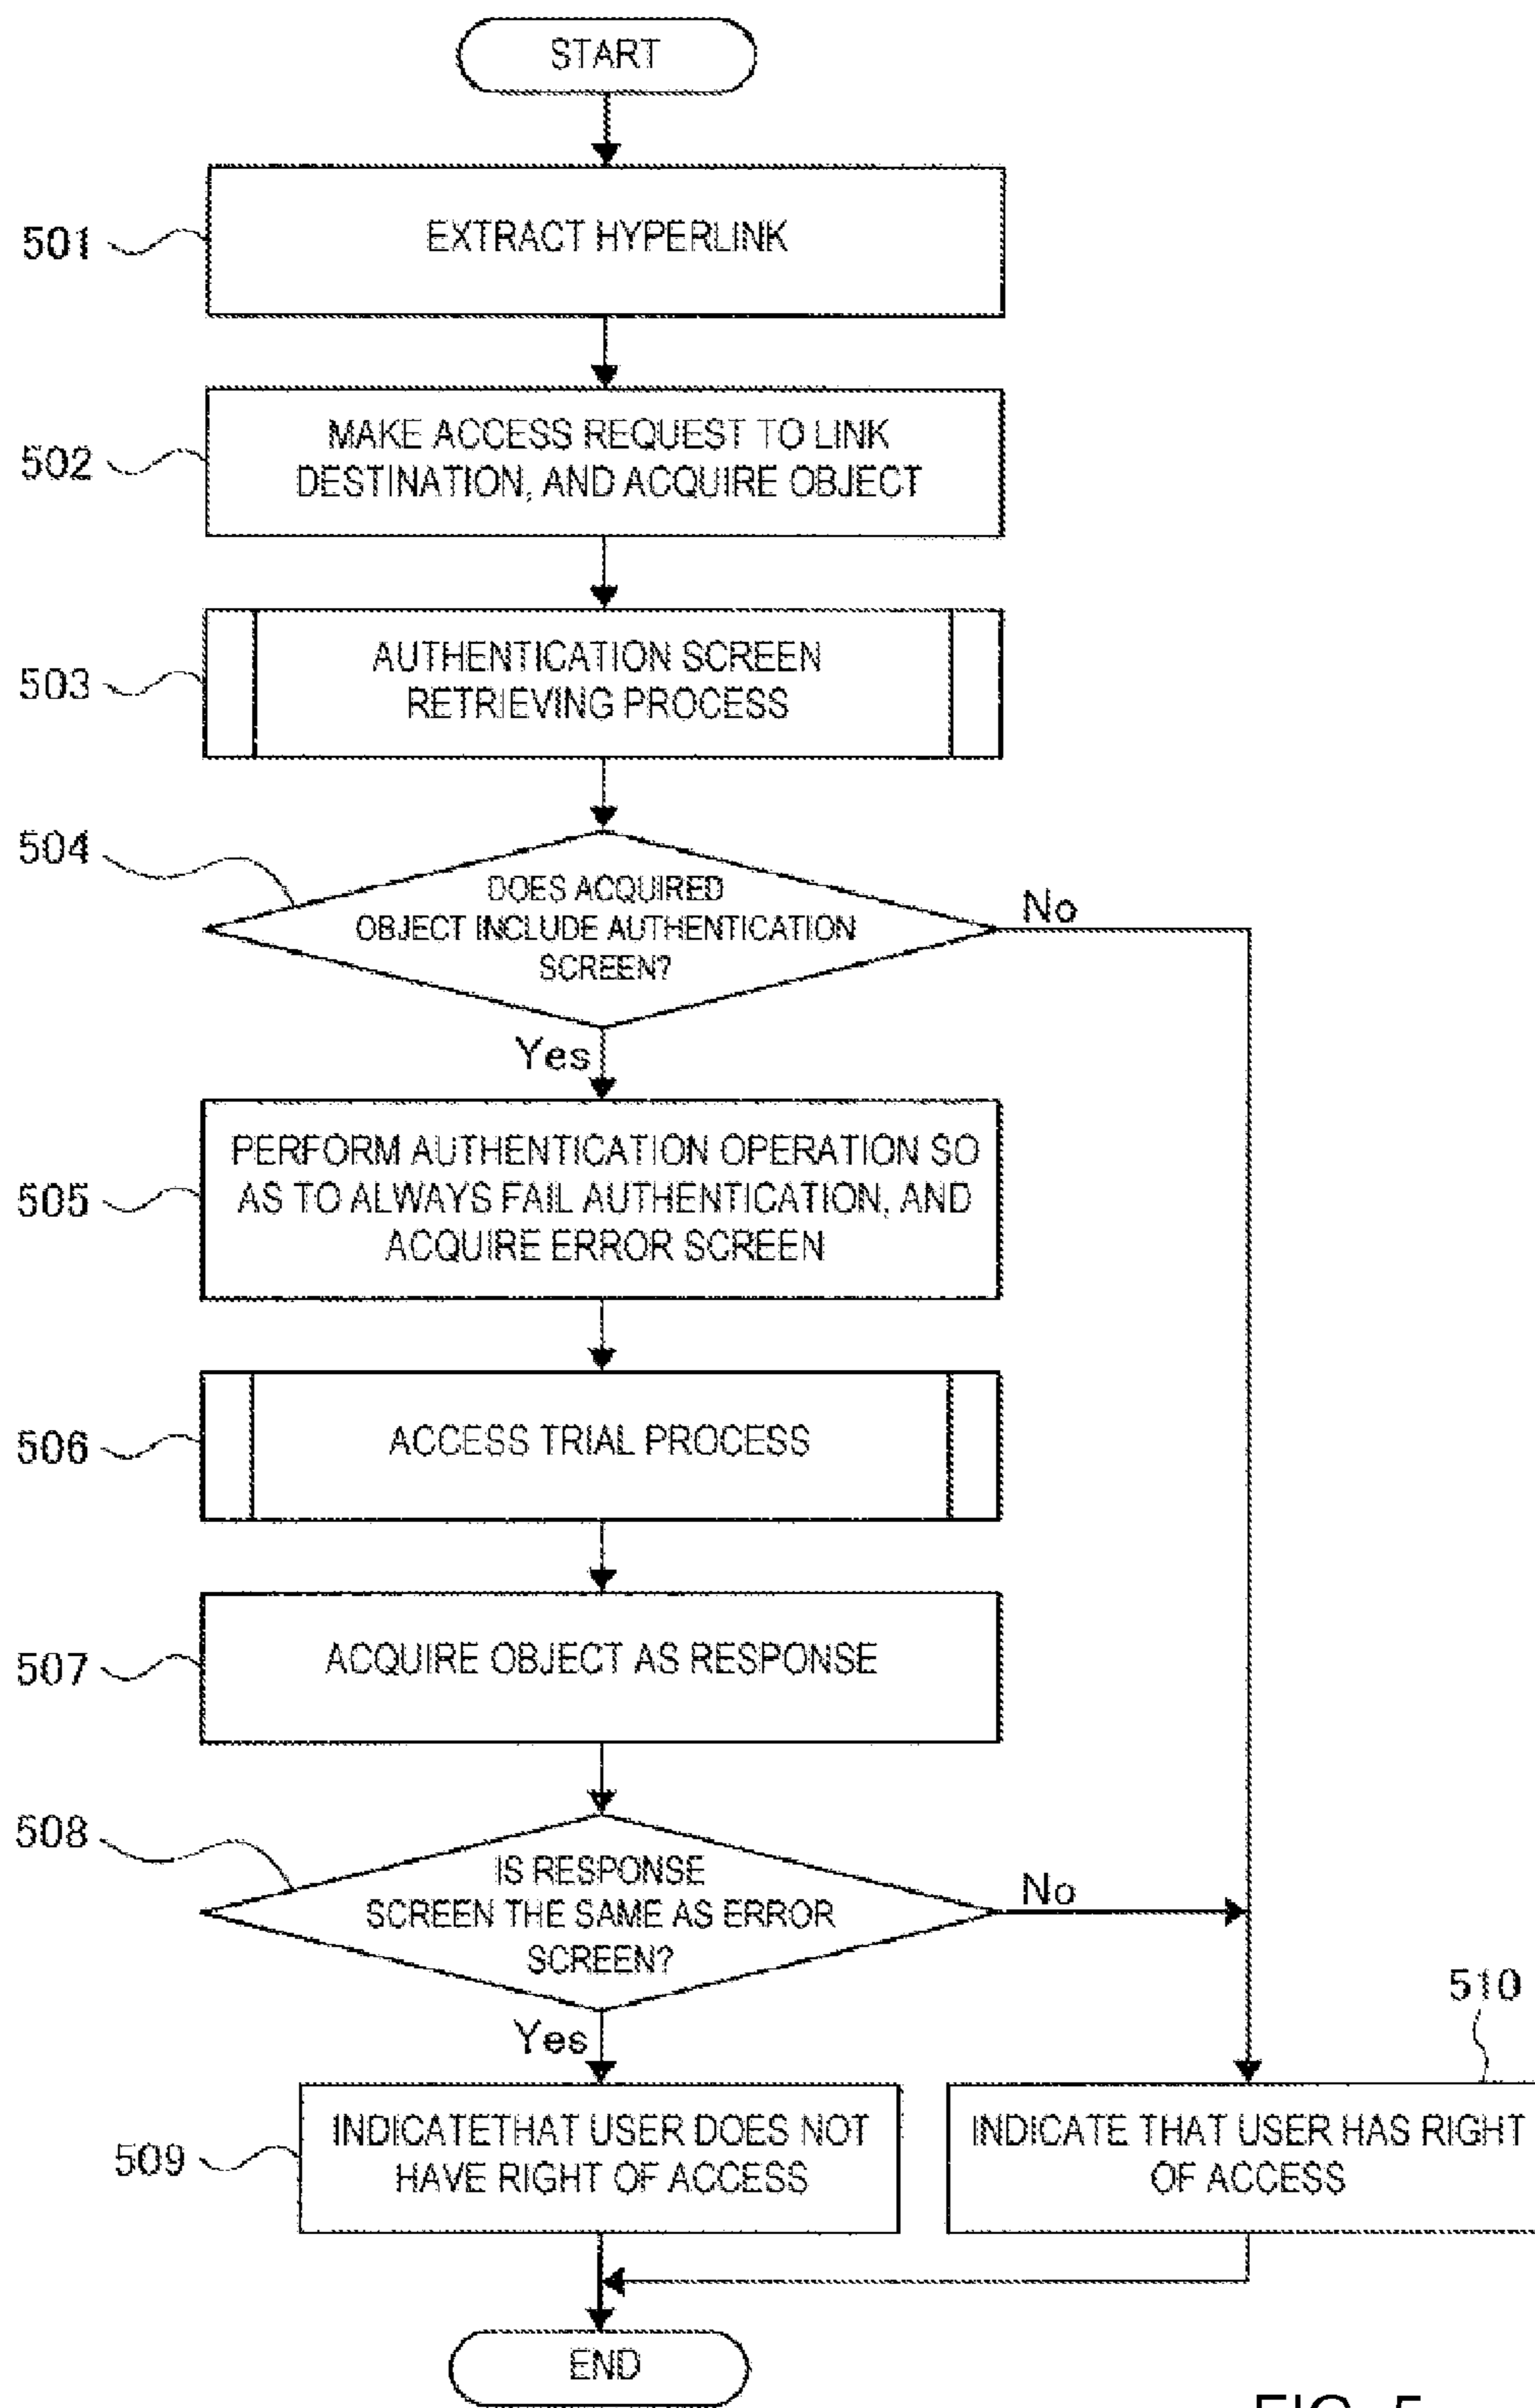 START
501
EXTRACT HYPERLINK
502
MAKE ACCESS REQUEST TO LINK
DESTINATION, AND ACQUIRE OBJECT
503
AUTHENTICATION SCREEN
RETRIEVING PROCESS
504
DOES ACQUIRED
OBJECT INCLUDE AUTHENTICATION
SCREEN?
No
Yes
505
PERFORM AUTHENTICATION OPERATION SO
AS TO ALWAYS FAIL AUTHENTICATION, AND
ACQUIRE ERROR SCREEN
506
ACCESS TRIAL PROCESS
507
ACQUIRE OBJECT AS RESPONSE
508
IS RESPONSE
SCREEN THE SAME AS ERROR
SCREEN?
No
Yes
509
INDICATETHAT USER DOES NOT
HAVE RIGHT OF ACCESS
510
INDICATE THAT USER HAS RIGHT
OF ACCESS
END
FIG. 5